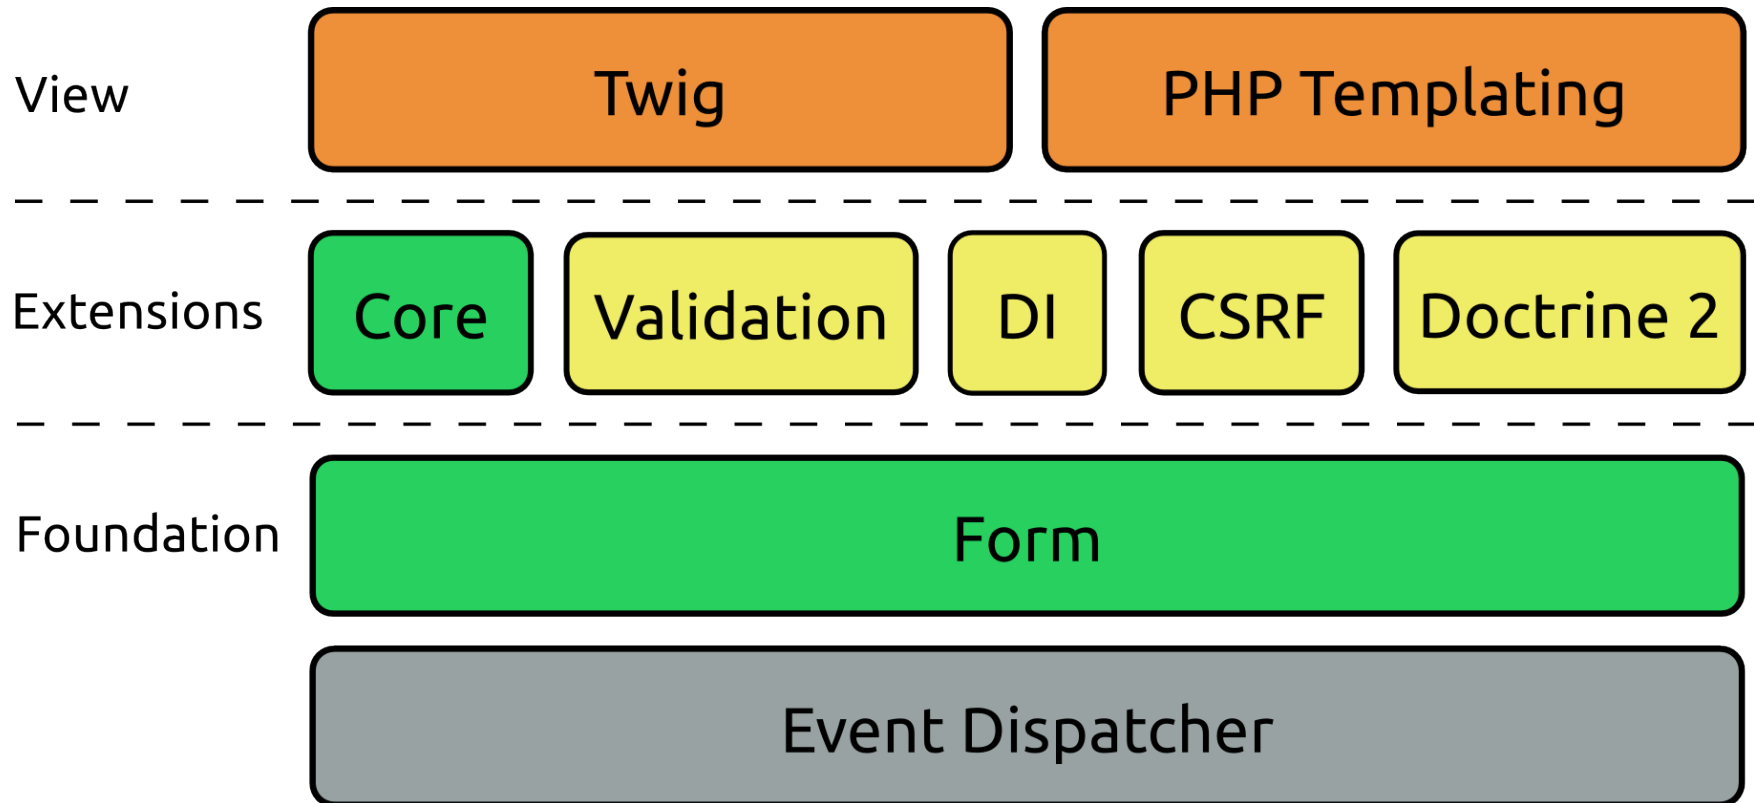 View
Twig
PHP Templating
Extensions
Core
Validation
DI
CSRF
Doctrine 2
Foundation
Form
Event Dispatcher